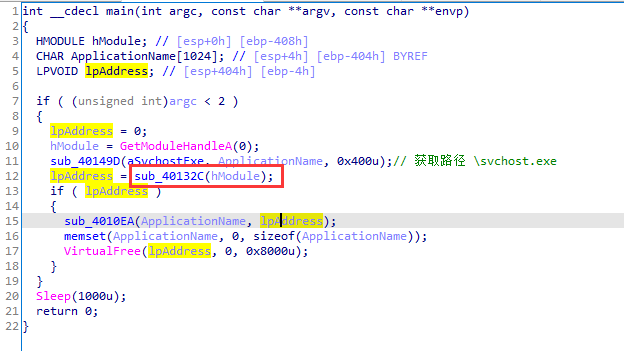 1 int __cdecl main(int argc, const char **argv, const char **envp)
2 {
3 HMODULE hModule; // [esp+0h] [ebp-408h]
4 CHAR ApplicationName[1024]; // [esp+4h] [ebp-404h] BYREF
5 LPVOID lpAddress; // [esp+404h] [ebp-4h]
6
7 if ( (unsigned int)argc < 2 )
8 {
9 lpAddress = 0;
10 hModule = GetModuleHandleA(0);
11 sub_40149D(aSvchostExe, ApplicationName, 0x400u);// 获取路径 \svchost.exe
12 lpAddress = sub_40132C(hModule);
13 if ( lpAddress )
14 {
15 sub_4010EA(ApplicationName, lpAddress);
16 memset(ApplicationName, 0, sizeof(ApplicationName));
17 VirtualFree(lpAddress, 0, 0x8000u);
18 }
19 }
20 Sleep(1000u);
21 return 0;
22 }